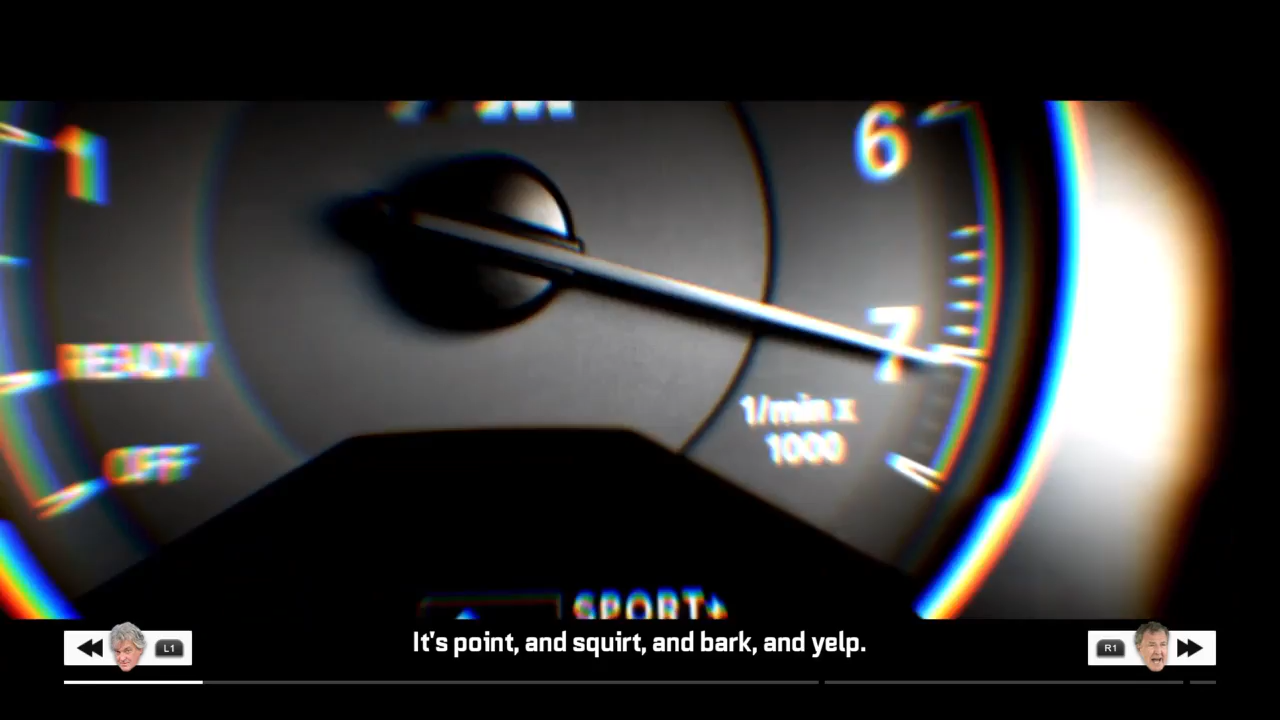 6
1
7
READY
1/min x
1000
OFF
SPORT+
L1
It's point, and squirt, and bark, and yelp.
R1